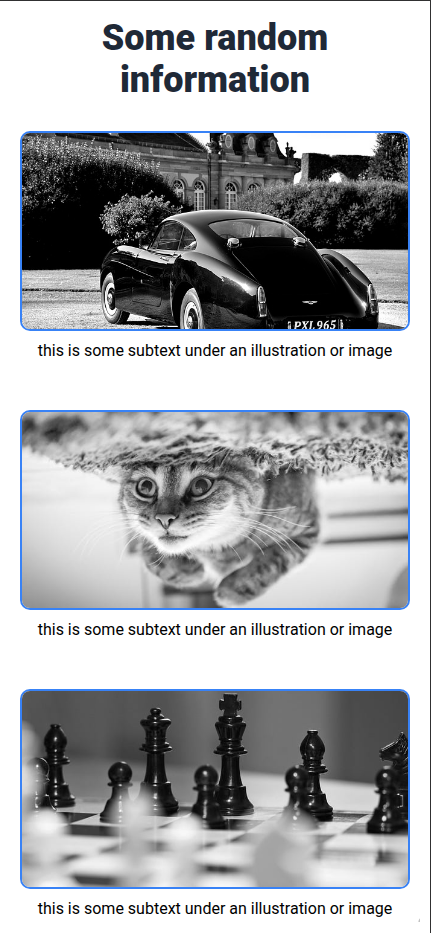 Some random
information
PXL 965
this is some subtext under an illustration or image
this is some subtext under an illustration or image
this is some subtext under an illustration or image